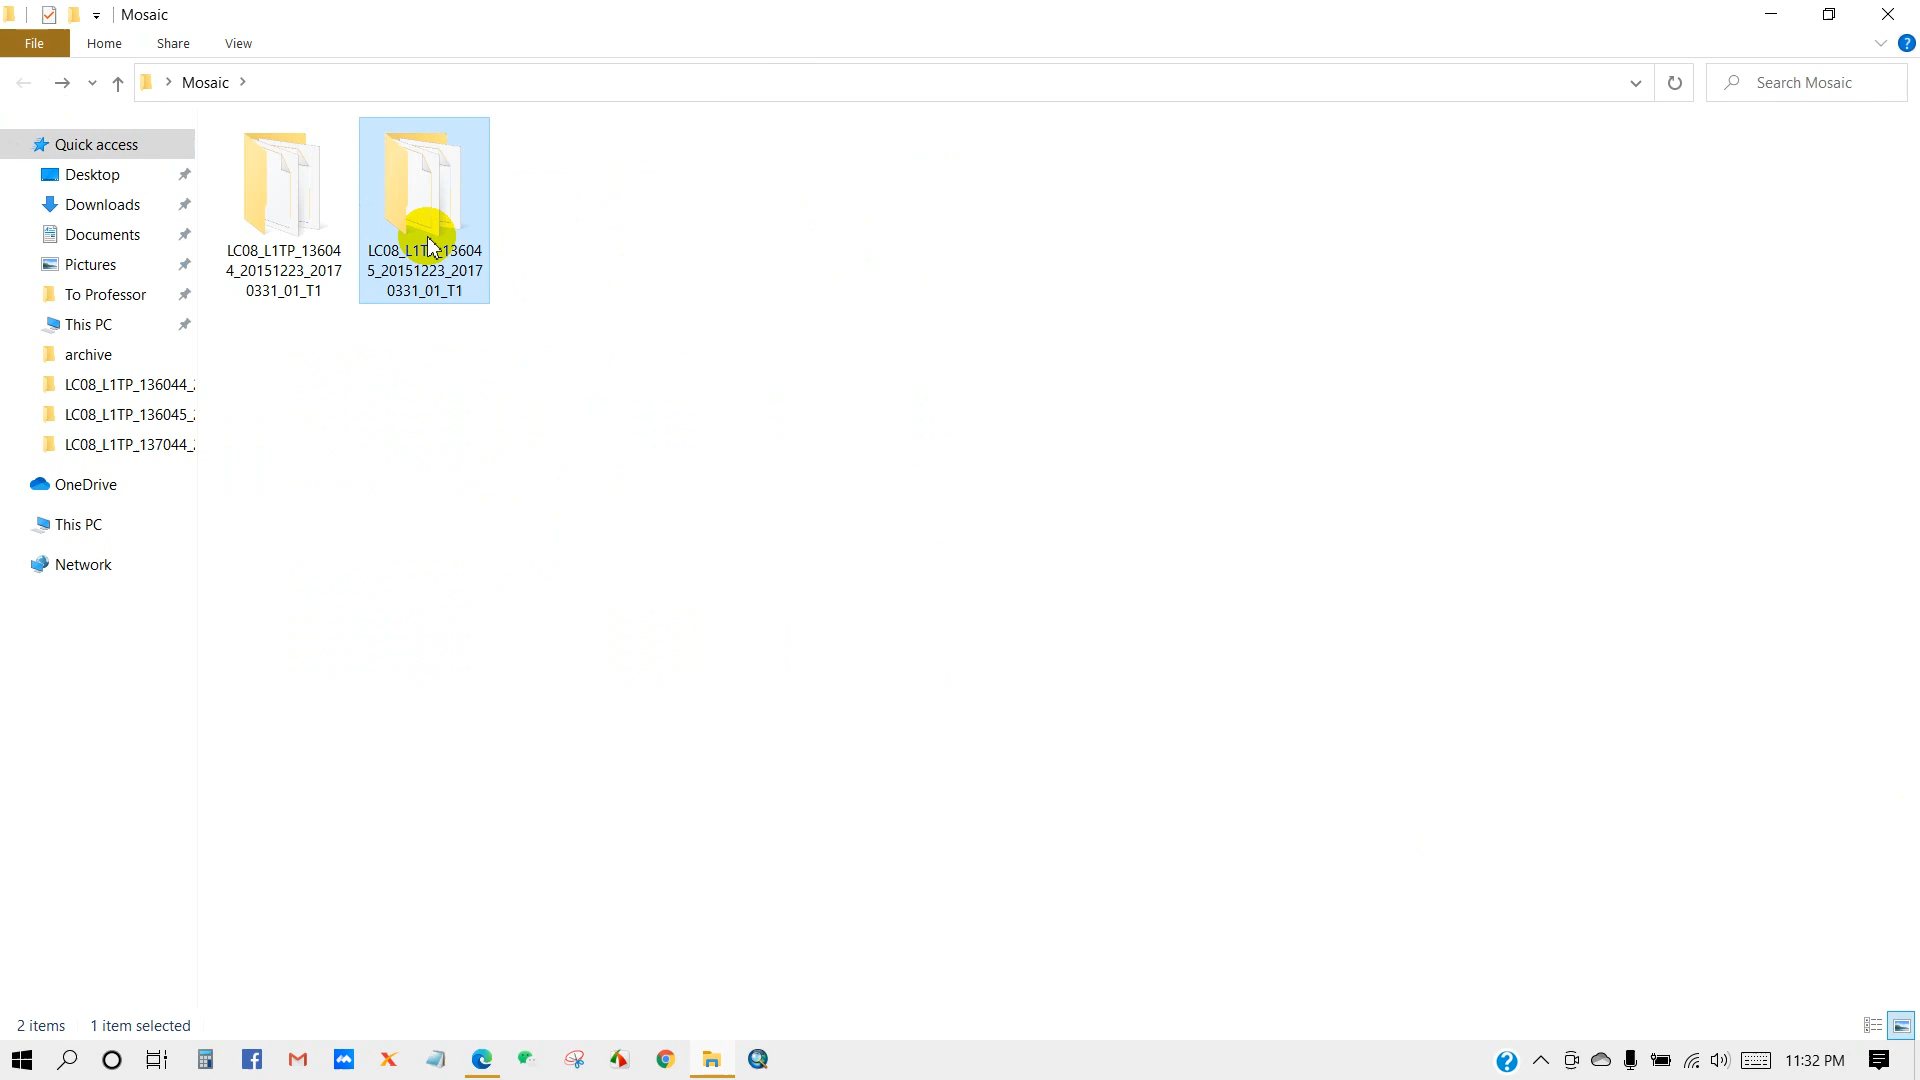 Mosaic
File Home Share View
Mosaic
Search Mosaic
Quick access
Desktop
Downloads
Documents
Pictures
To Professor
This PC
archive
LC08_L1TP_136044_
LC08_L1TP_136045_
LC08_L1TP_137044_
OneDrive
This PC
Network
LC08_L1TP_13604
4_20151223_2017
0331_01_T1
LC08_L1TP_13604
5_20151223_2017
0331_01_T1
2 items 1 item selected
11:32 PM